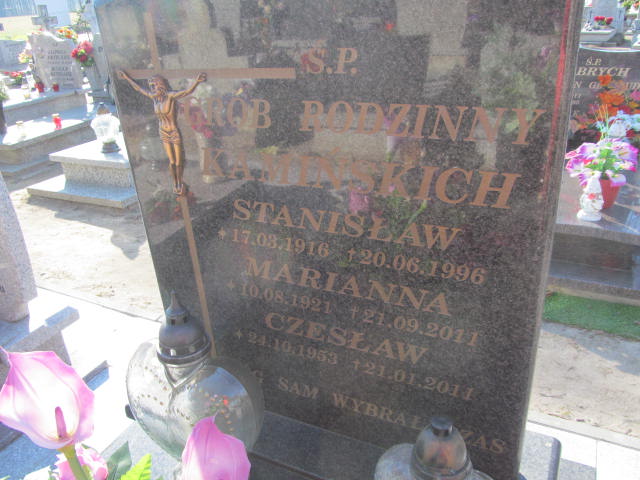 Ś.P.
GRÓB RODZINNY
KAMIŃSKICH
STANISŁAW
* 17.03.1916 † 20.06.1996
MARIANNA
* 10.08.1921 † 21.09.2011
CZESŁAW
* 24.10.1953 † 21.01.2011
SAM WYBRAŁ CZAS
Ś.P.
BRYCH